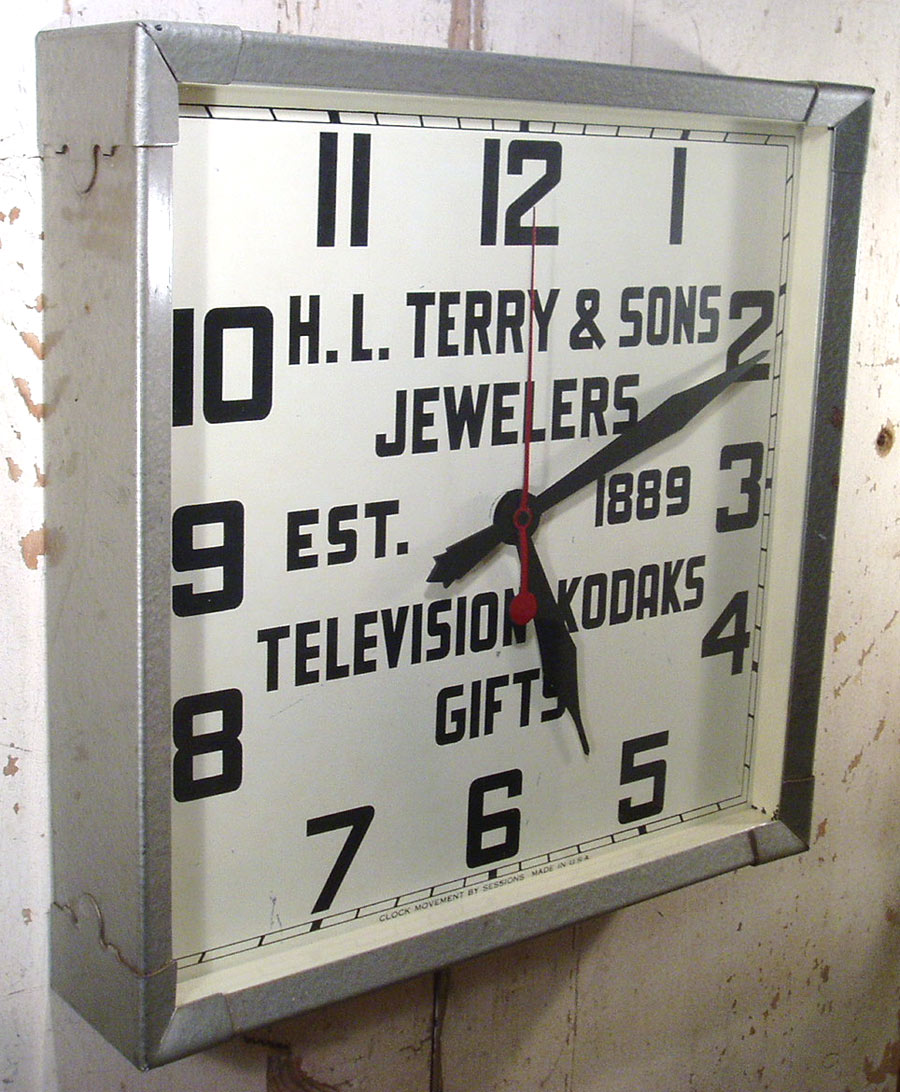 11 12 1
10 H.L. TERRY & SONS 2
JEWELERS
9 EST. 1889 3
TELEVISION KODAKS 4
8 GIFTS
7 6 5
CLOCK MOVEMENT BY SESSIONS MADE IN U.S.A.